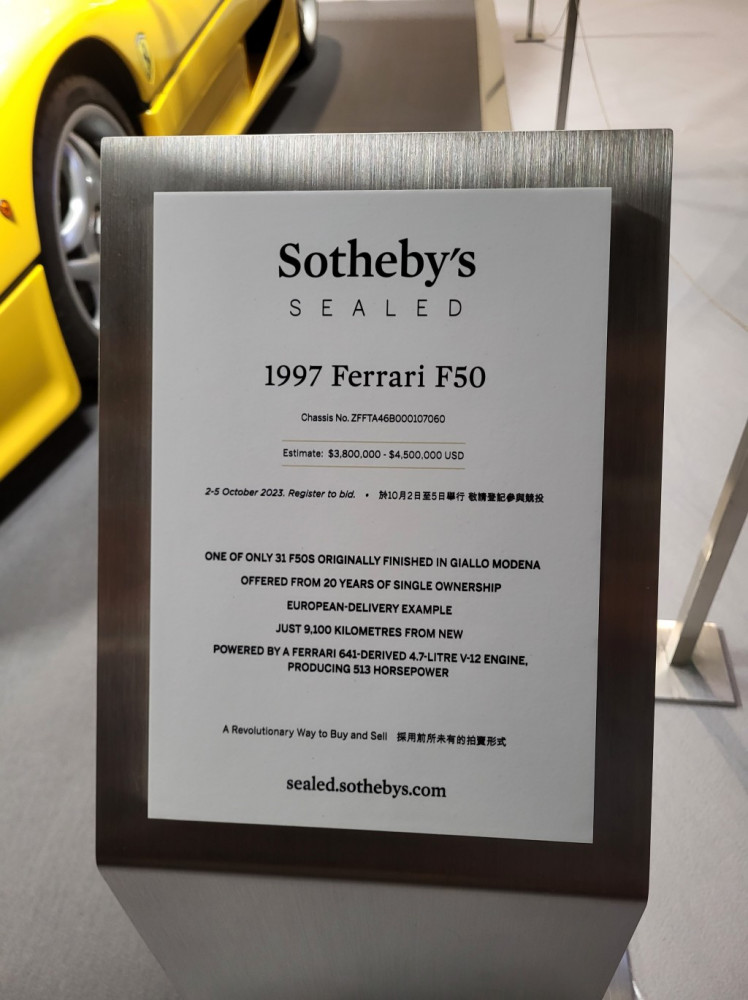 Sotheby's
SEALED
1997 Ferrari F50
Chassis No. ZFFTA46B000107060
Estimate: $3,800,000 - $4,500,000 USD
2-5 October 2023. Register to bid. • 於10月2日至5日舉行 敬請登記參與競投
ONE OF ONLY 31 F50S ORIGINALLY FINISHED IN GIALLO MODENA
OFFERED FROM 20 YEARS OF SINGLE OWNERSHIP
EUROPEAN-DELIVERY EXAMPLE
JUST 9,100 KILOMETRES FROM NEW
POWERED BY A FERRARI 641-DERIVED 4.7-LITRE V-12 ENGINE,
PRODUCING 513 HORSEPOWER
A Revolutionary Way to Buy and Sell 採用前所未有的拍賣形式
sealed.sothebys.com